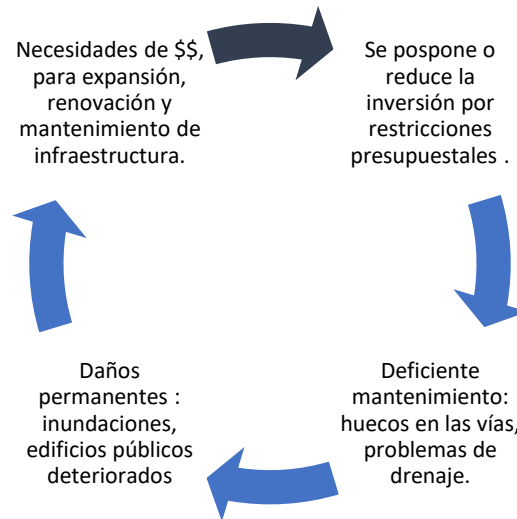 Necesidades de $$,
para expansión,
renovación y
mantenimiento de
infraestructura.
Se pospone o
reduce la
inversión por
restricciones
presupuestales .
Deficiente
mantenimiento:
huecos en las vías,
problemas de
drenaje.
Daños
permanentes :
inundaciones,
edificios públicos
deteriorados